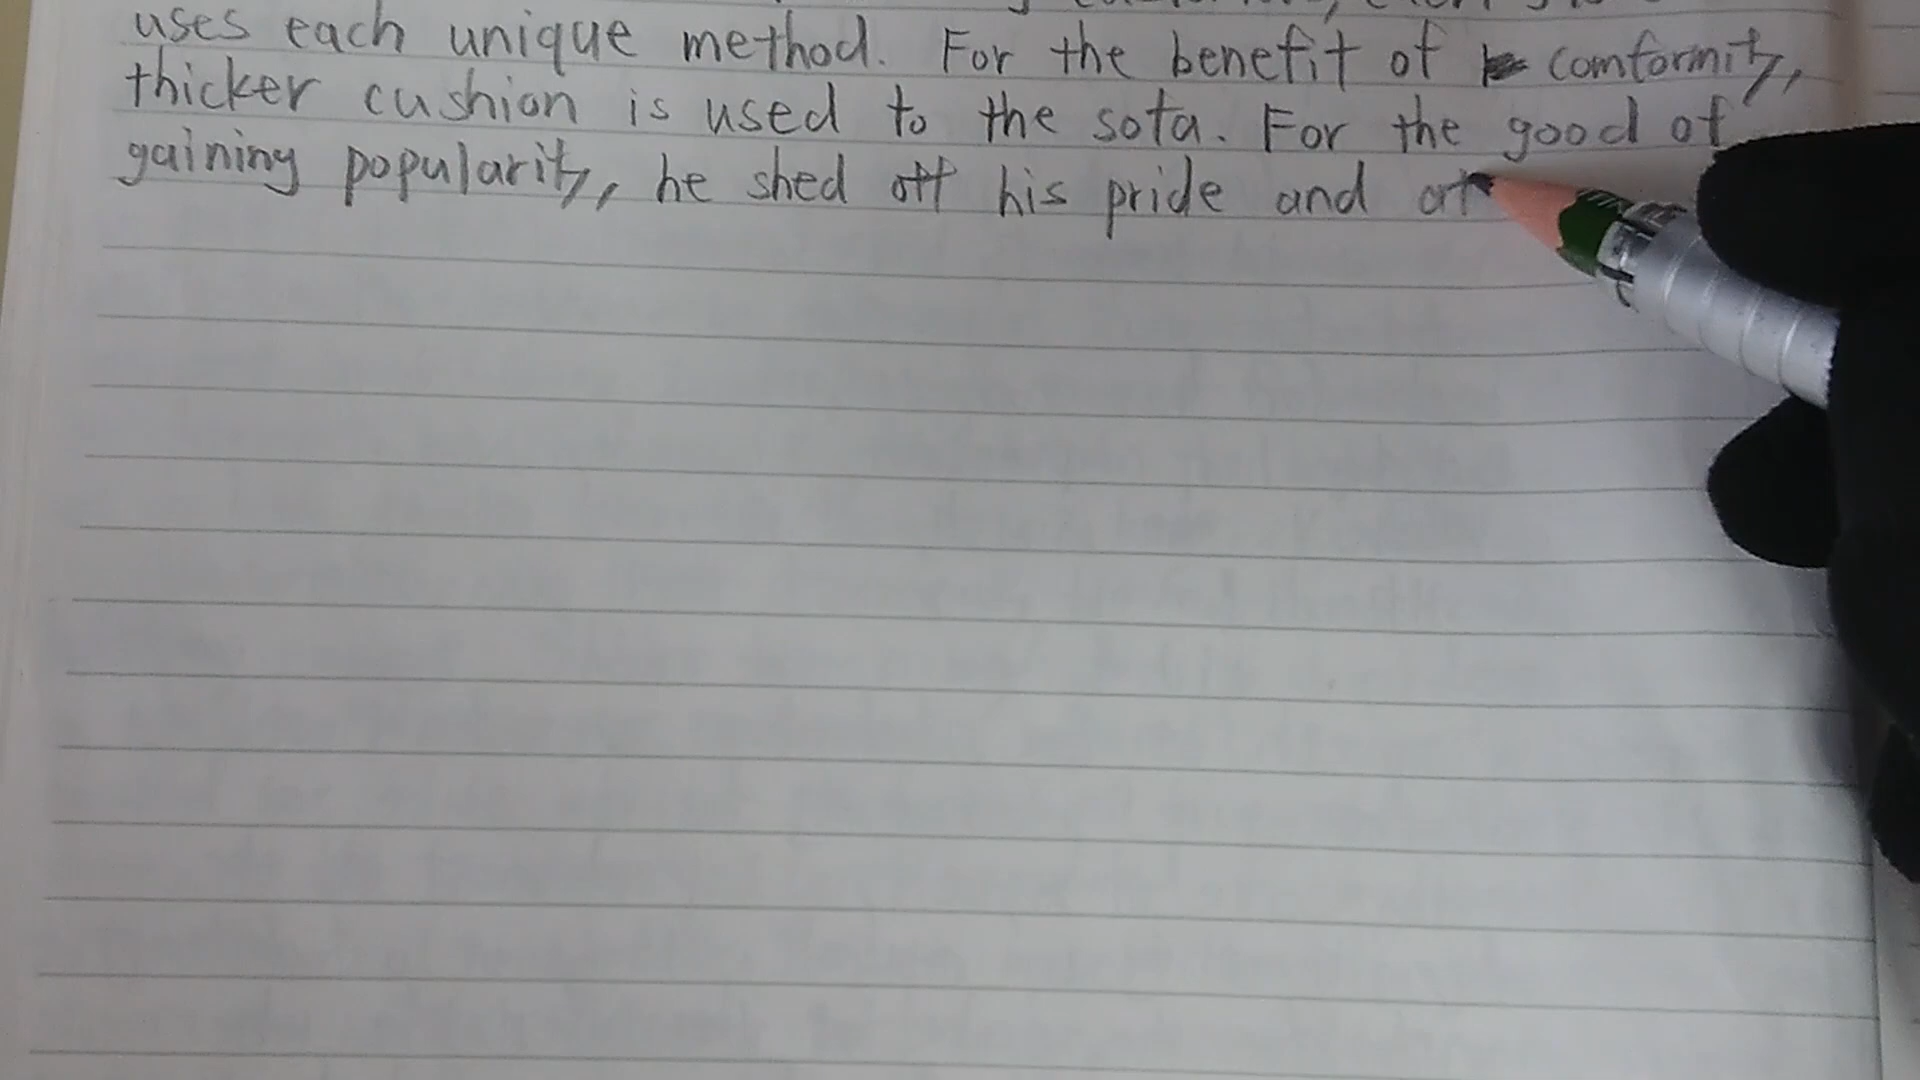 uses each unique method. For the benefit of comformity,
thicker cushion is used to the sofa. For the good of
gaining popularity, he shed off his pride and